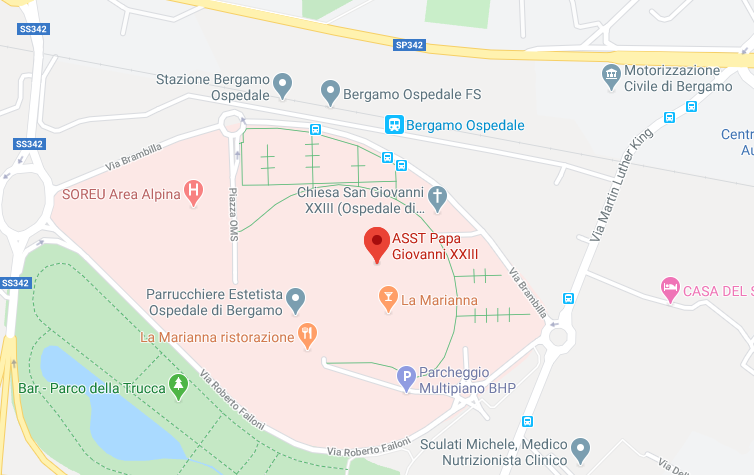 SS342
SP342
Stazione Bergamo
Ospedale
Bergamo Ospedale FS
Motorizzazione
Civile di Bergamo
Bergamo Ospedale
Centro
Au
SS342
Via Brambilla
Via Martin Luther King
SOREU Area Alpina
Piazza OMS
Chiesa San Giovanni
XXIII (Ospedale di...
ASST Papa
Giovanni XXIII
SS342
Parrucchiere Estetista
Ospedale di Bergamo
La Marianna
Via Brambilla
CASA DEL S
La Marianna ristorazione
Bar - Parco della Trucca
Via Roberto Failoni
Parcheggio
Multipiano BHP
Via Roberto Failoni
Sculati Michele, Medico
Nutrizionista Clinico
Via De